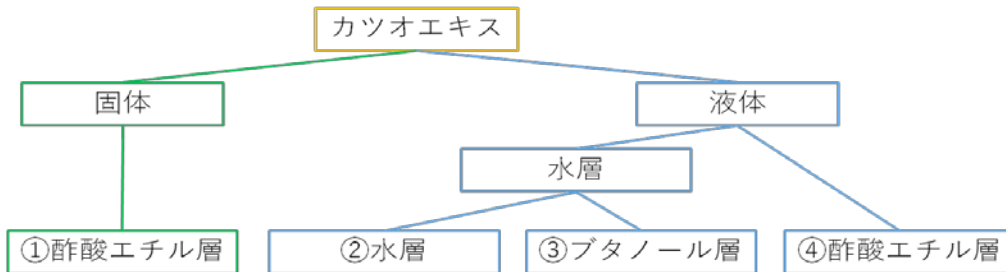 カツオエキス
固体
液体
水層
①酢酸エチル層
②水層
③ブタノール層
④酢酸エチル層